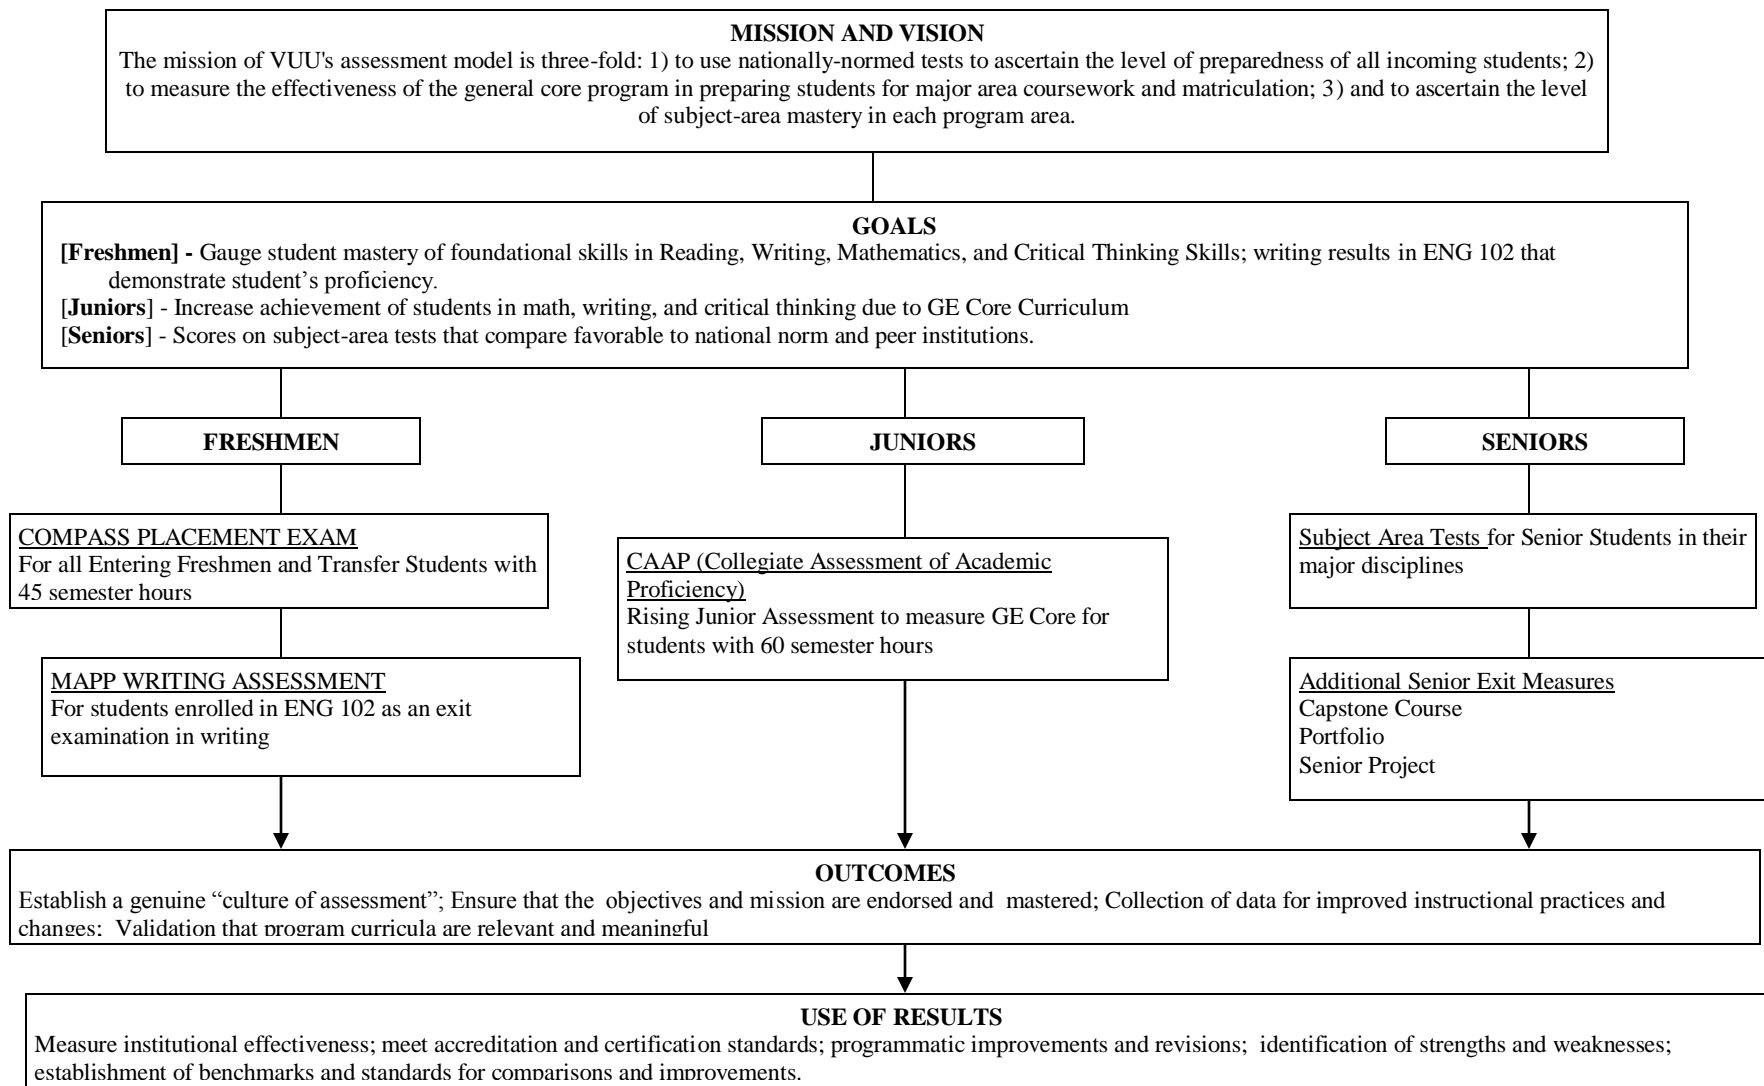 MISSION AND VISION
The mission of VUU's assessment model is three-fold: 1) to use nationally-normed tests to ascertain the level of preparedness of all incoming students; 2)
to measure the effectiveness of the general core program in preparing students for major area coursework and matriculation; 3) and to ascertain the level
of subject-area mastery in each program area.
GOALS
[Freshmen] - Gauge student mastery of foundational skills in Reading, Writing, Mathematics, and Critical Thinking Skills; writing results in ENG 102 that
demonstrate student’s proficiency.
[Juniors] - Increase achievement of students in math, writing, and critical thinking due to GE Core Curriculum
[Seniors] - Scores on subject-area tests that compare favorable to national norm and peer institutions.
FRESHMEN
JUNIORS
SENIORS
COMPASS PLACEMENT EXAM
For all Entering Freshmen and Transfer Students with
45 semester hours
MAPP WRITING ASSESSMENT
For students enrolled in ENG 102 as an exit
examination in writing
CAAP (Collegiate Assessment of Academic
Proficiency)
Rising Junior Assessment to measure GE Core for
students with 60 semester hours
Subject Area Tests for Senior Students in their
major disciplines
Additional Senior Exit Measures
Capstone Course
Portfolio
Senior Project
OUTCOMES
Establish a genuine “culture of assessment”; Ensure that the objectives and mission are endorsed and mastered; Collection of data for improved instructional practices and
changes; Validation that program curricula are relevant and meaningful
USE OF RESULTS
Measure institutional effectiveness; meet accreditation and certification standards; programmatic improvements and revisions; identification of strengths and weaknesses;
establishment of benchmarks and standards for comparisons and improvements.